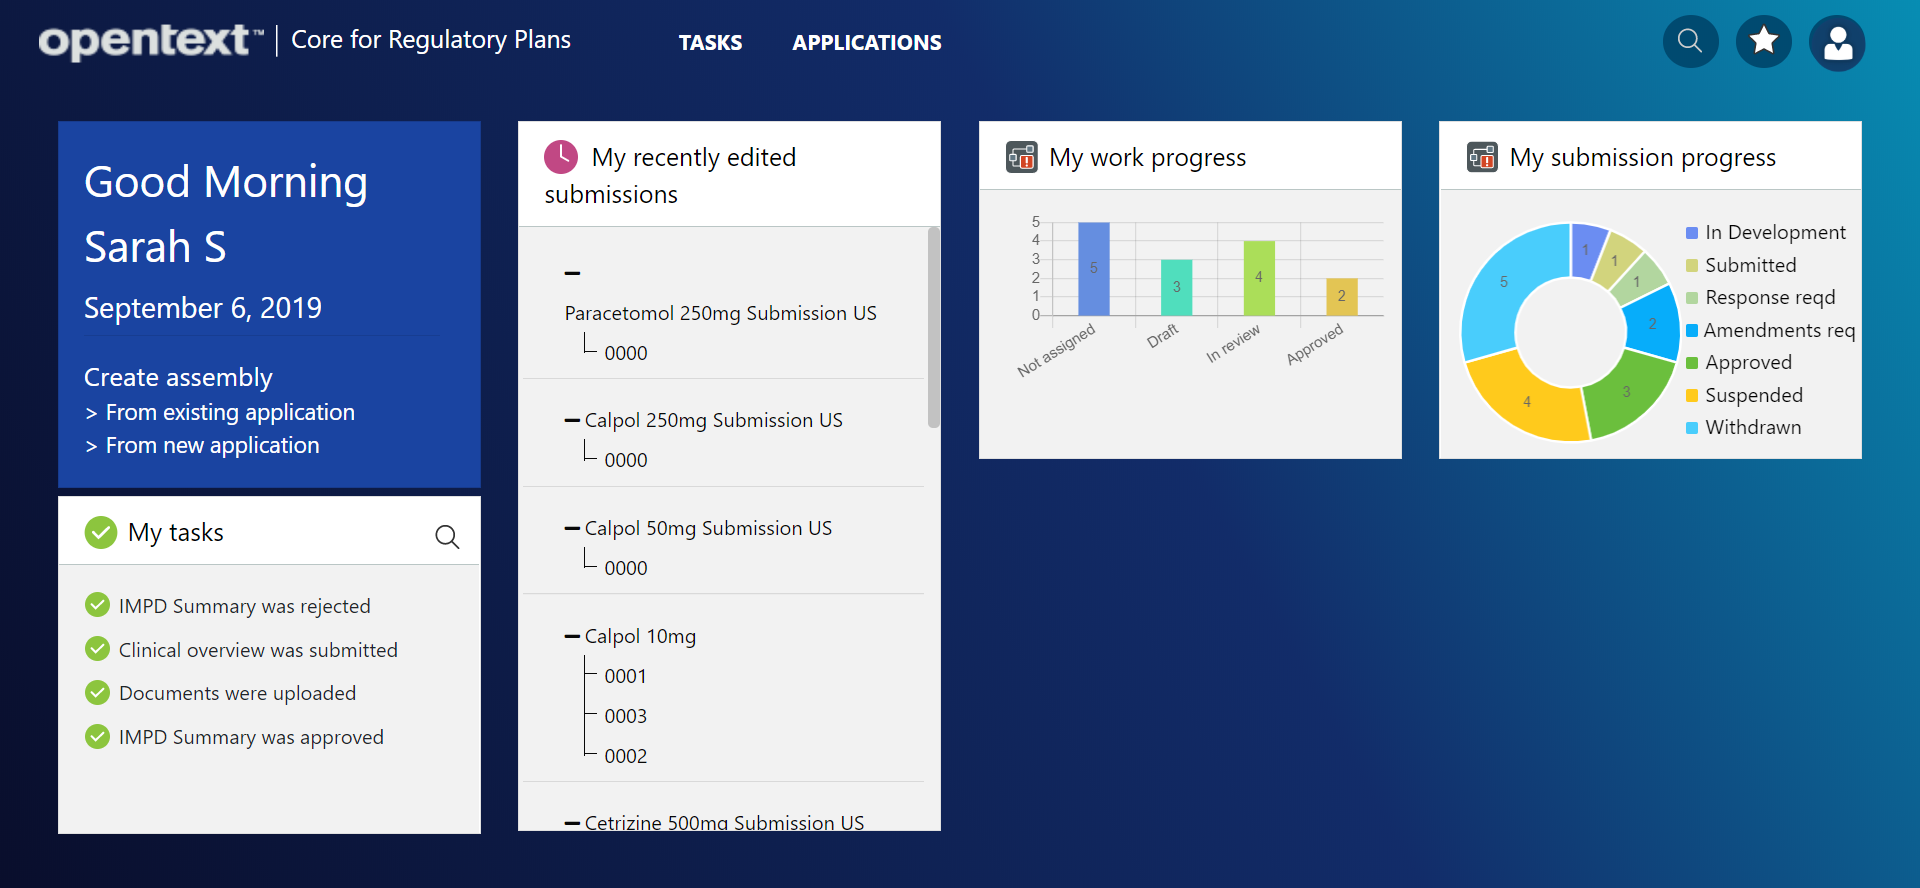 opentext™ | Core for Regulatory Plans
TASKS
APPLICATIONS
Good Morning
Sarah S
September 6, 2019
Create assembly
> From existing application
> From new application
My tasks
IMPD Summary was rejected
Clinical overview was submitted
Documents were uploaded
IMPD Summary was approved
My recently edited
submissions
Paracetomol 250mg Submission US
0000
Calpol 250mg Submission US
0000
Calpol 50mg Submission US
0000
Calpol 10mg
0001
0003
0002
Cetrizine 500mg Submission US
My work progress
5
4
3
2
1
0
5
3
4
2
Not assigned
Draft
In review
Approved
My submission progress
1
1
1
2
3
4
5
In Development
Submitted
Response reqd
Amendments req
Approved
Suspended
Withdrawn